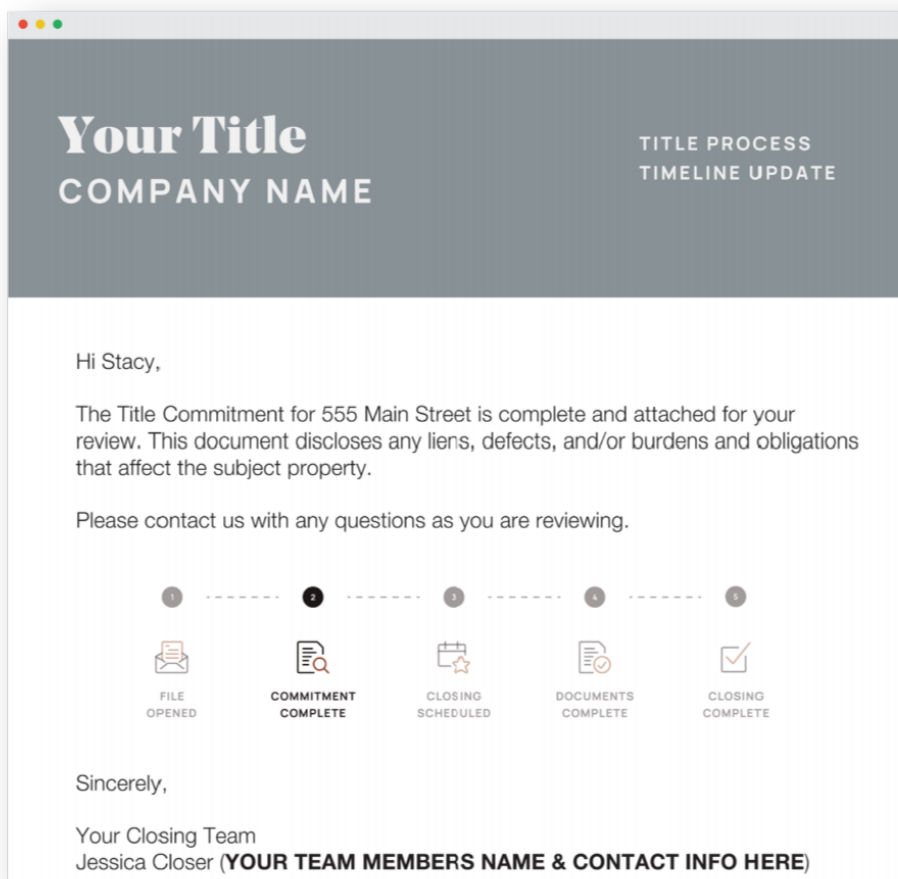 Your Title
COMPANY NAME
TITLE PROCESS
TIMELINE UPDATE
Hi Stacy,
The Title Commitment for 555 Main Street is complete and attached for your
review. This document discloses any liens, defects, and/or burdens and obligations
that affect the subject property.
Please contact us with any questions as you are reviewing.
1 2 3 4 5
FILE
OPENED
COMMITMENT
COMPLETE
CLOSING
SCHEDULED
DOCUMENTS
COMPLETE
CLOSING
COMPLETE
Sincerely,
Your Closing Team
Jessica Closer (YOUR TEAM MEMBERS NAME & CONTACT INFO HERE)